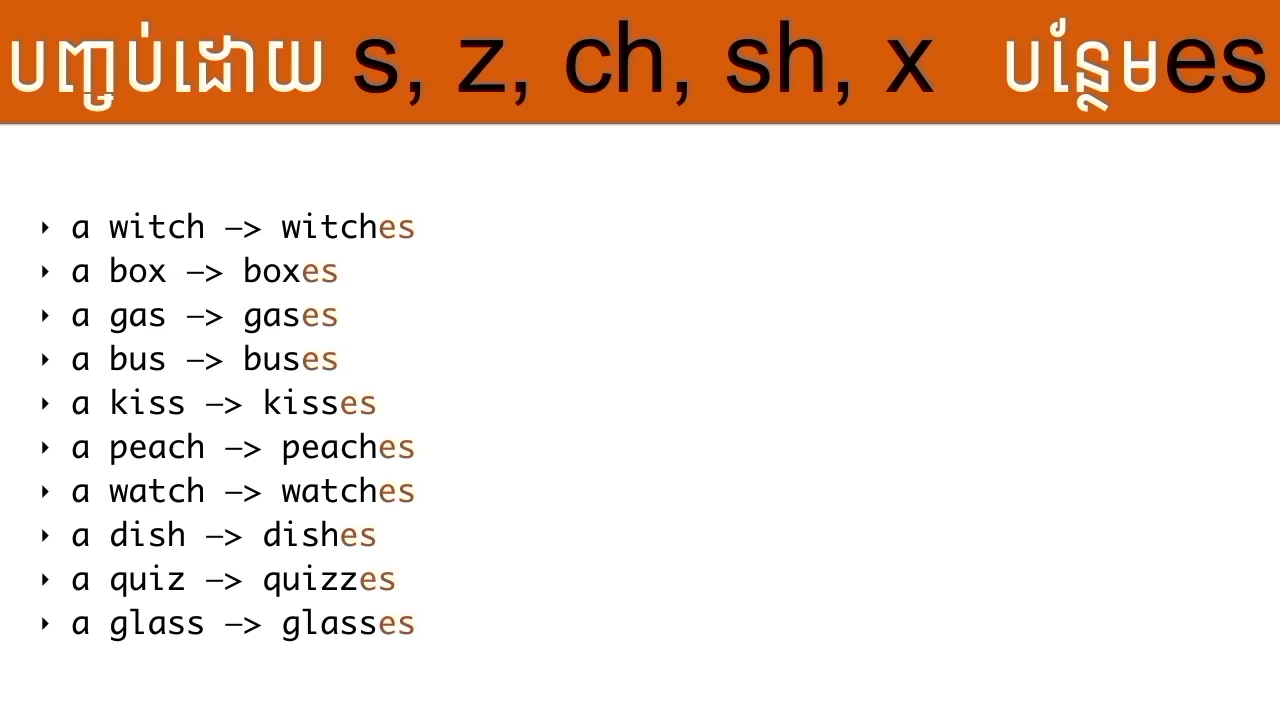 បញ្ចប់ដោយ s, z, ch, sh, x បន្ថែមes
‣ a witch —> witches
‣ a box —> boxes
‣ a gas —> gases
‣ a bus —> buses
‣ a kiss —> kisses
‣ a peach —> peaches
‣ a watch —> watches
‣ a dish —> dishes
‣ a quiz —> quizzes
‣ a glass —> glasses